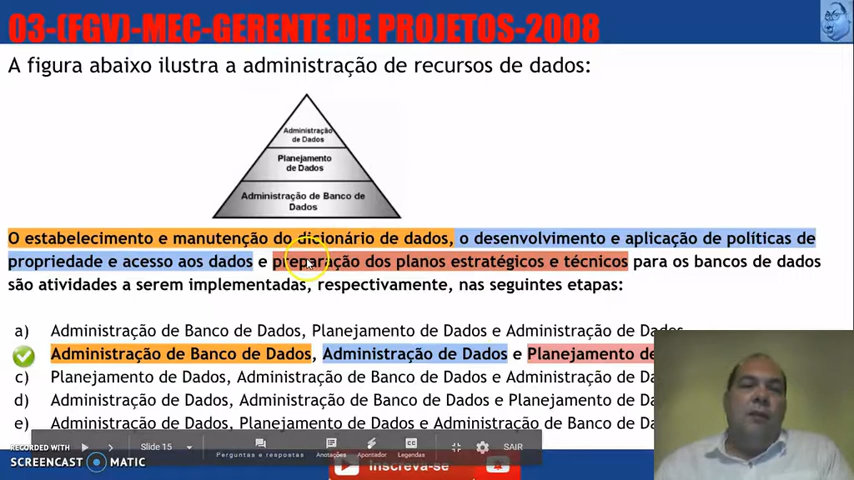 03-(FGV)-MEC-GERENTE DE PROJETOS-2008
A figura abaixo ilustra a administração de recursos de dados:
Administração
de Dados
Planejamento
de Dados
Administração de Banco de
Dados
O estabelecimento e manutenção do dicionário de dados, o desenvolvimento e aplicação de políticas de
propriedade e acesso aos dados e preparação dos planos estratégicos e técnicos para os bancos de dados
são atividades a serem implementadas, respectivamente, nas seguintes etapas:
a) Administração de Banco de Dados, Planejamento de Dados e Administração de Dados.
Administração de Banco de Dados, Administração de Dados e Planejamento de
c) Planejamento de Dados, Administração de Banco de Dados e Administração de
d) Administração de Dados, Administração de Banco de Dados e Planejamento de
e) Administração de Dados, Planejamento de Dados e Administração de Banco de
RECORDED WITH
SCREENCAST MATIC
Slide 15
Perguntas e respostas
Anotações
Apontador
Legendas
SAIR
Inscreva-se